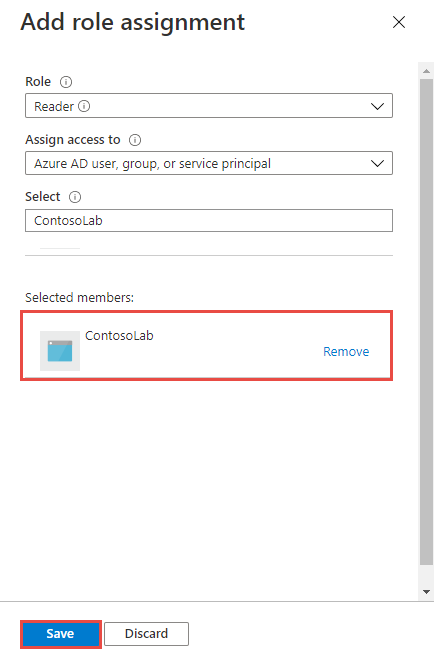 Add role assignment
Role
Reader
Assign access to
Azure AD user, group, or service principal
Select
ContosoLab
Selected members:
ContosoLab
Remove
Save
Discard